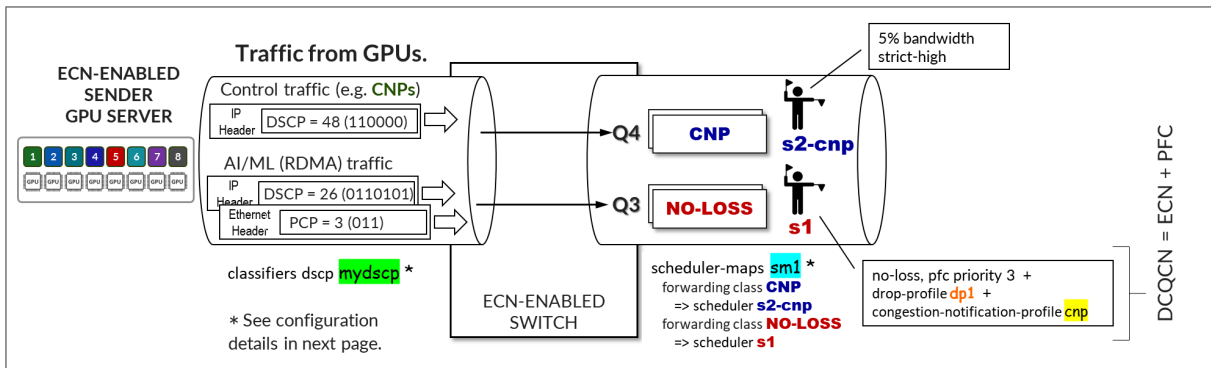 Traffic from GPUs.
ECN-ENABLED
SENDER
GPU SERVER
1 2 3 4 5 6 7 8
GPU GPU GPU GPU GPU GPU GPU GPU
Control traffic (e.g. CNPs)
IP
Header
DSCP = 48 (110000)
AI/ML (RDMA) traffic
IP
Header
DSCP = 26 (0110101)
Ethernet
Header
PCP = 3 (011)
classifiers dscp mydscp *
* See configuration
details in next page.
ECN-ENABLED
SWITCH
Q4
CNP
s2-cnp
5% bandwidth
strict-high
Q3
NO-LOSS
s1
scheduler-maps sm1 *
forwarding class CNP
=> scheduler s2-cnp
forwarding class NO-LOSS
=> scheduler s1
no-loss, pfc priority 3 +
drop-profile dp1 +
congestion-notification-profile cnp
DCQCN = ECN + PFC